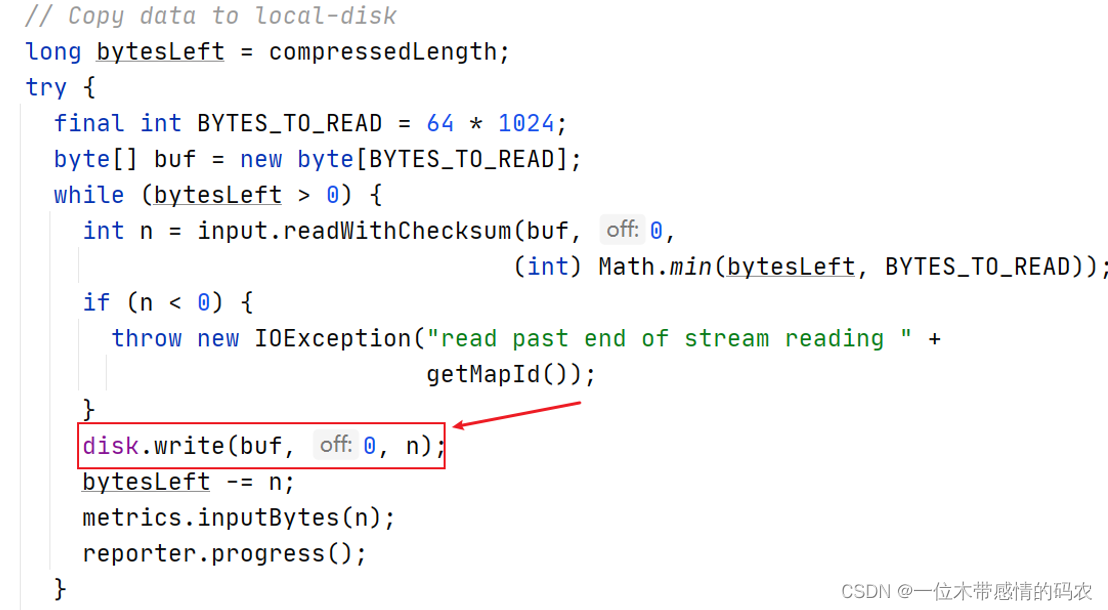 // Copy data to local-disk
long bytesLeft = compressedLength;
try {
final int BYTES_TO_READ = 64 * 1024;
byte[] buf = new byte[BYTES_TO_READ];
while (bytesLeft > 0) {
int n = input.readWithChecksum(buf, off: 0,
(int) Math.min(bytesLeft, BYTES_TO_READ));
if (n < 0) {
throw new IOException("read past end of stream reading " +
getMapId());
}
disk.write(buf, off: 0, n);
bytesLeft -= n;
metrics.inputBytes(n);
reporter.progress();
}
CSDN @一位木带感情的码农